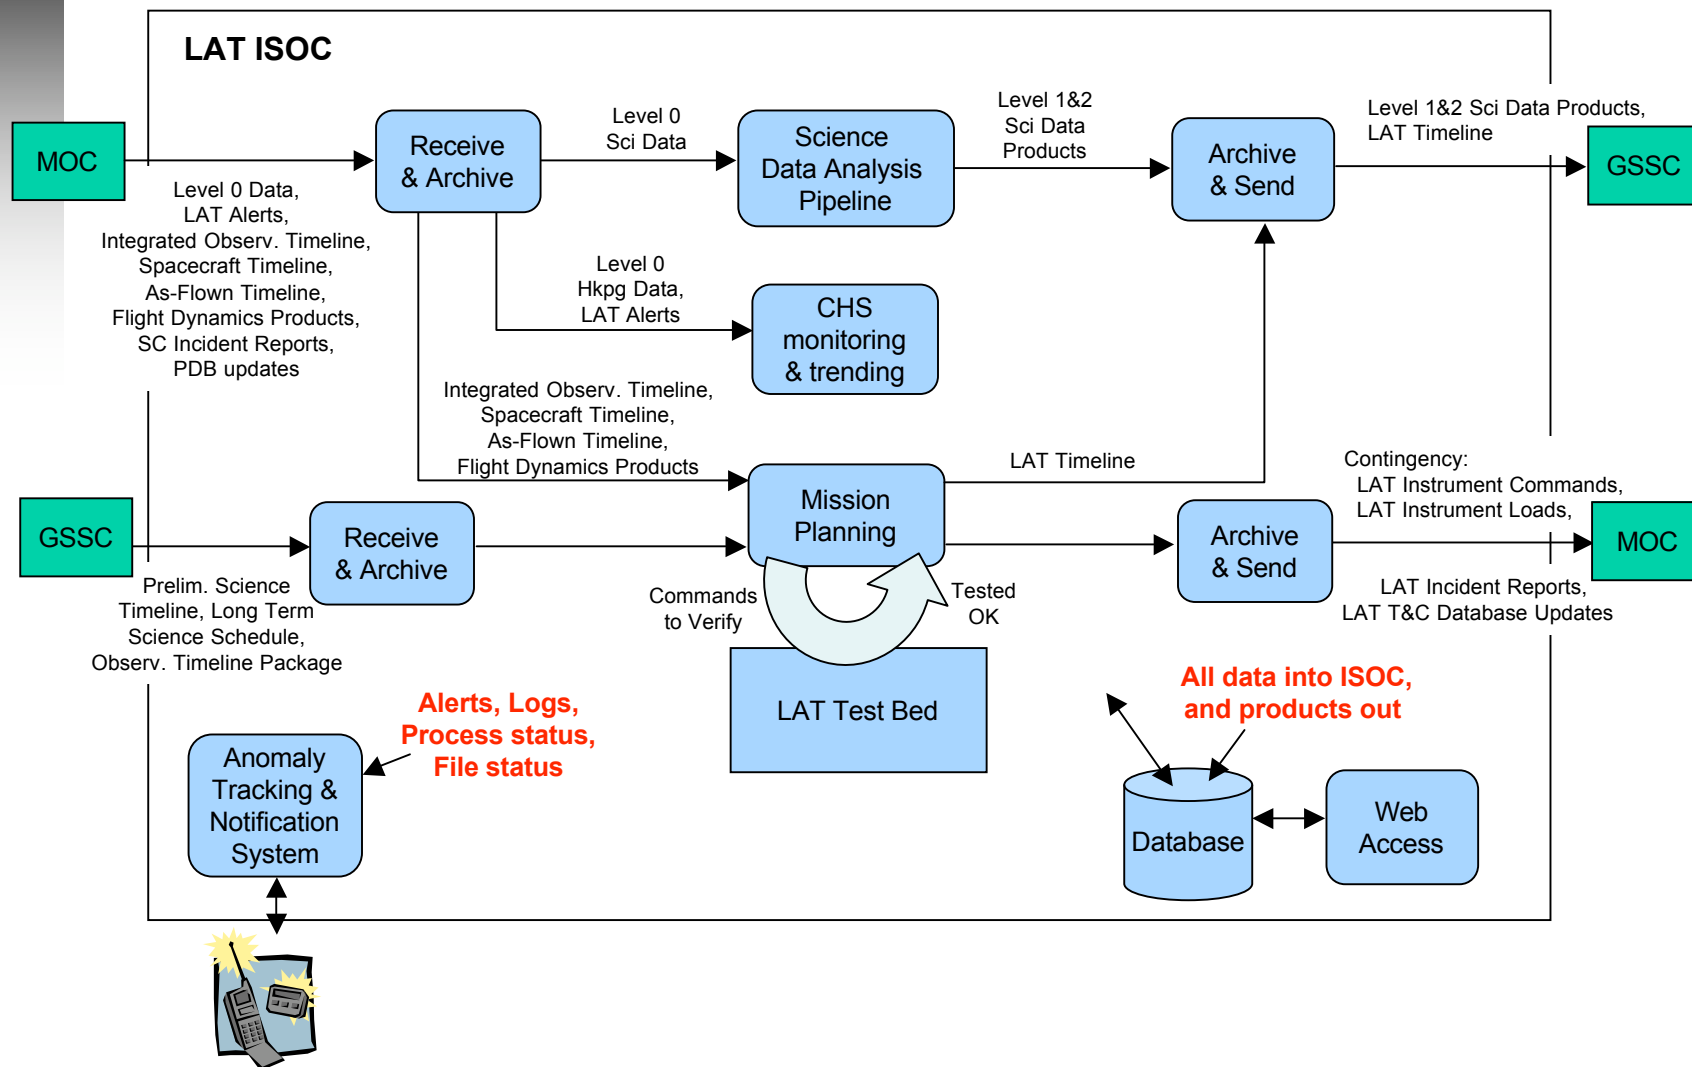 LAT ISOC
MOC
Level 0 Data,
LAT Alerts,
Integrated Observ. Timeline,
Spacecraft Timeline,
As-Flown Timeline,
Flight Dynamics Products,
SC Incident Reports,
PDB updates
Receive
& Archive
Level 0
Sci Data
Science
Data Analysis
Pipeline
Level 1&2
Sci Data
Products
Archive
& Send
Level 1&2 Sci Data Products,
LAT Timeline
GSSC
Level 0
Hkpg Data,
LAT Alerts
CHS
monitoring
& trending
Integrated Observ. Timeline,
Spacecraft Timeline,
As-Flown Timeline,
Flight Dynamics Products
LAT Timeline
GSSC
Prelim. Science
Timeline, Long Term
Science Schedule,
Observ. Timeline Package
Receive
& Archive
Mission
Planning
Commands
to Verify
Tested
OK
LAT Test Bed
Archive
& Send
Contingency:
LAT Instrument Commands,
LAT Instrument Loads,
MOC
LAT Incident Reports,
LAT T&C Database Updates
Alerts, Logs,
Process status,
File status
Anomaly
Tracking &
Notification
System
All data into ISOC,
and products out
Database
Web
Access